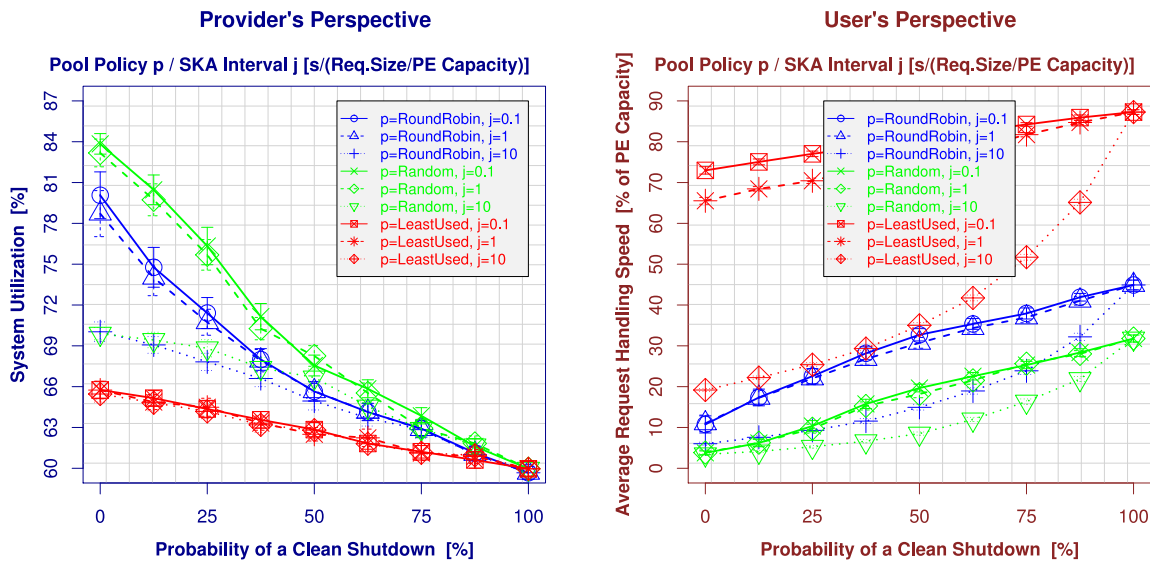 Provider's Perspective
Pool Policy p / SKA Interval j [s/(Req.Size/PE Capacity)]
System Utilization [%]
87
84
81
78
75
72
69
66
63
60
p=RoundRobin, j=0.1
p=RoundRobin, j=1
p=RoundRobin, j=10
p=Random, j=0.1
p=Random, j=1
p=Random, j=10
p=LeastUsed, j=0.1
p=LeastUsed, j=1
p=LeastUsed, j=10
0 25 50 75 100
Probability of a Clean Shutdown [%]
User's Perspective
Pool Policy p / SKA Interval j [s/(Req.Size/PE Capacity)]
Average Request Handling Speed [% of PE Capacity]
90
80
70
60
50
40
30
20
10
0
p=RoundRobin, j=0.1
p=RoundRobin, j=1
p=RoundRobin, j=10
p=Random, j=0.1
p=Random, j=1
p=Random, j=10
p=LeastUsed, j=0.1
p=LeastUsed, j=1
p=LeastUsed, j=10
0 25 50 75 100
Probability of a Clean Shutdown [%]